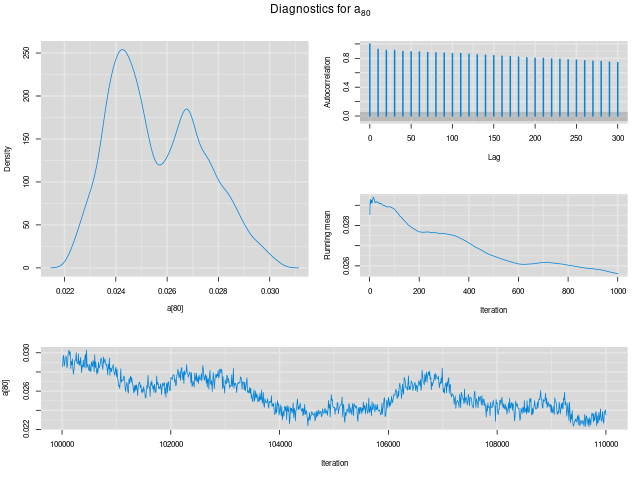 Diagnostics for a80
Density
250
200
150
100
50
0
0.022 0.024 0.026 0.028 0.030
a[80]
Autocorrelation
0.8
0.4
0.0
0 50 100 150 200 250 300
Lag
Running mean
0.028
0.026
0 200 400 600 800 1000
Iteration
a[80]
0.030
0.026
0.022
100000 102000 104000 106000 108000 110000
Iteration